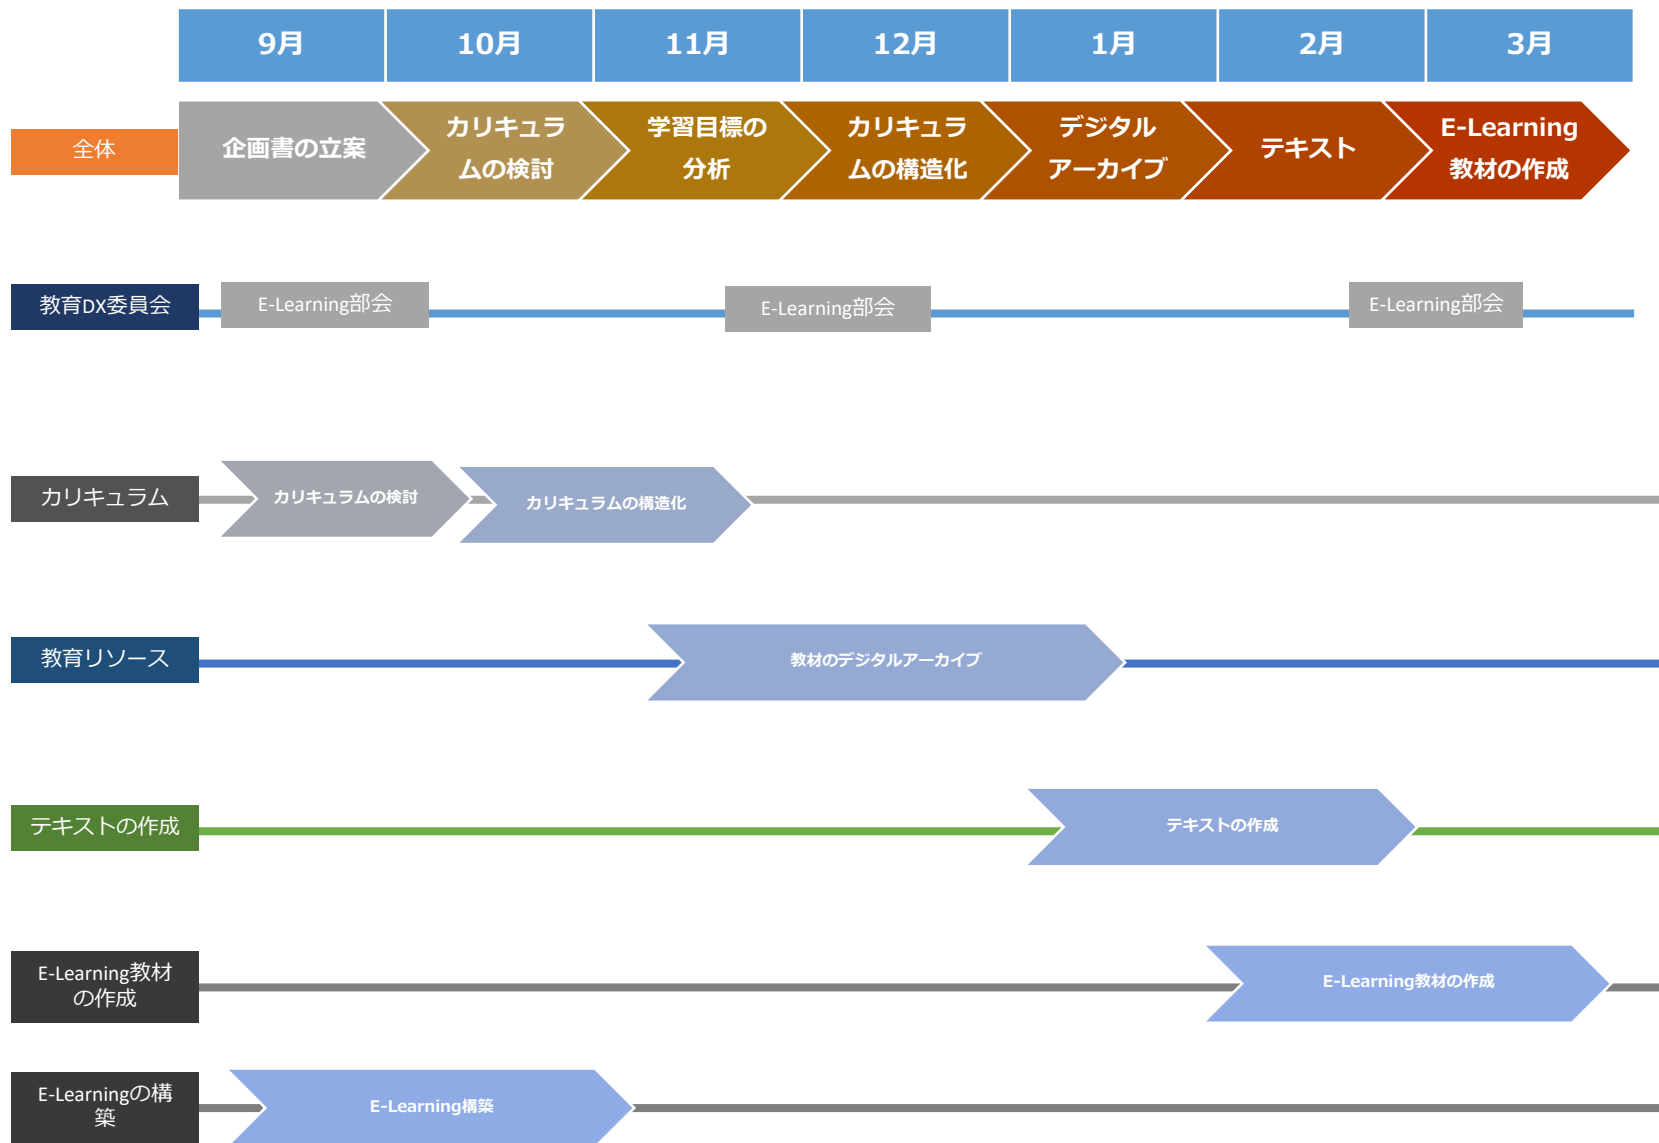 9月
10月
11月
12月
1月
2月
3月
全体
企画書の立案
カリキュラ
ムの検討
学習目標の
分析
カリキュラ
ムの構造化
デジタル
アーカイブ
テキスト
E-Learning
教材の作成
教育DX委員会
E-Learning部会
E-Learning部会
E-Learning部会
カリキュラム
カリキュラムの検討
カリキュラムの構造化
教育リソース
教材のデジタルアーカイブ
テキストの作成
テキストの作成
E-Learning教材
の作成
E-Learning教材の作成
E-Learningの構
築
E-Learning構築